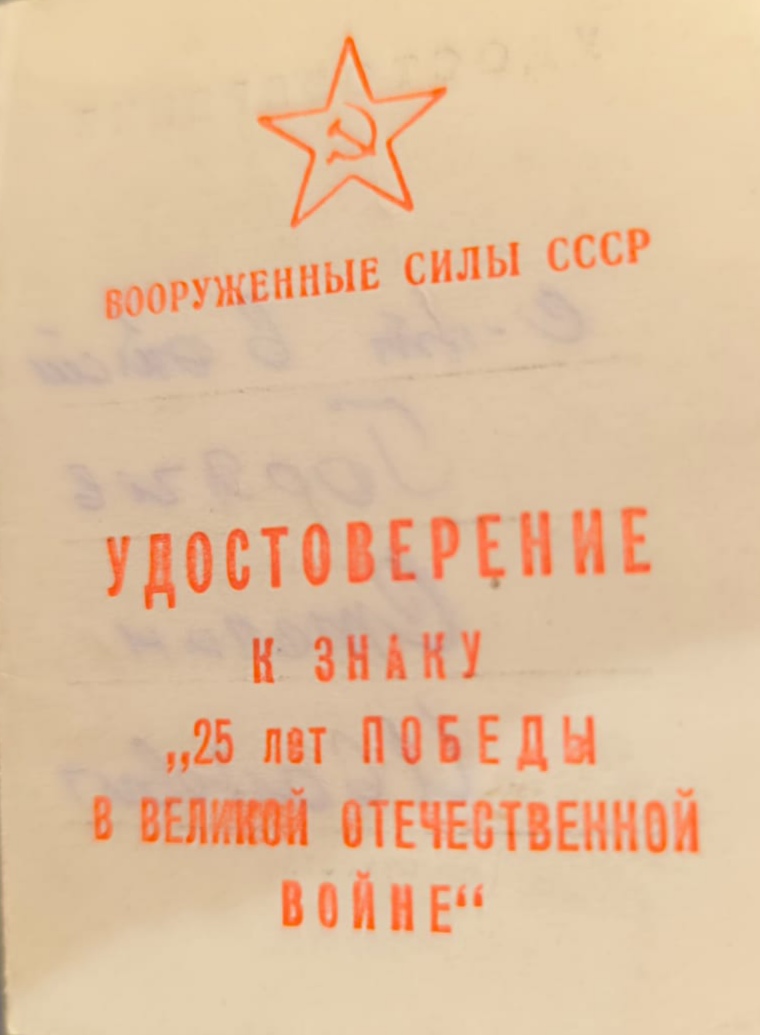 ВООРУЖЕННЫЕ СИЛЫ СССР
УДОСТОВЕРЕНИЕ
К ЗНАКУ
„25 лет ПОБЕДЫ
В ВЕЛИКОЙ ОТЕЧЕСТВЕННОЙ
ВОЙНЕ“